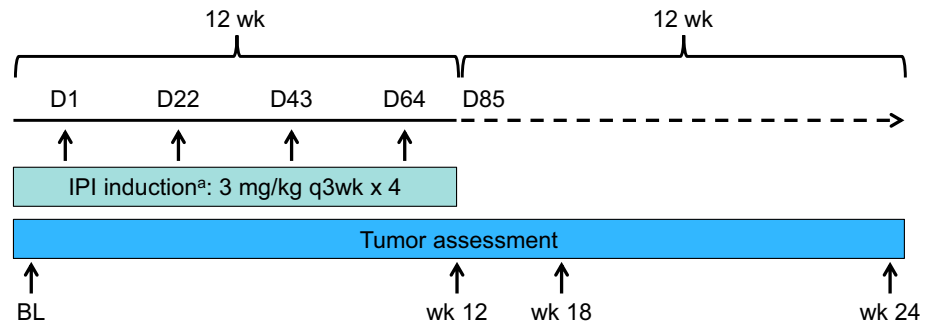 12 wk 12 wk
D1 D22 D43 D64 D85
IPI inductionᵃ: 3 mg/kg q3wk x 4
Tumor assessment
BL wk 12 wk 18 wk 24